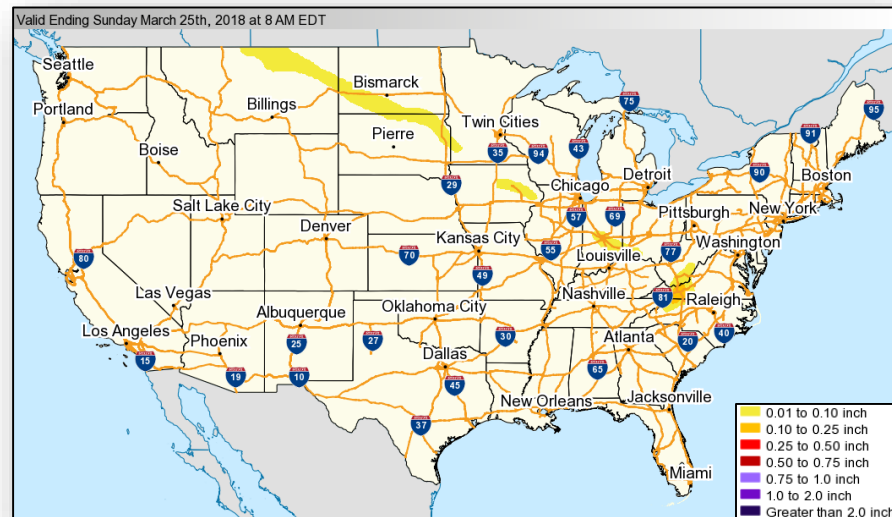 Valid Ending Sunday March 25th, 2018 at 8 AM EDT
Seattle
Portland
Billings
Bismarck
Pierre
Twin Cities
Boise
Salt Lake City
Denver
Kansas City
Chicago
Detroit
Boston
New York
Pittsburgh
Washington
Louisville
Las Vegas
Albuquerque
Oklahoma City
Nashville
Raleigh
Los Angeles
Phoenix
Dallas
Atlanta
New Orleans
Jacksonville
Miami
75
95
91
35
94
43
90
29
57
69
80
70
55
77
49
81
25
27
30
20
40
15
19
10
45
65
37
0.01 to 0.10 inch
0.10 to 0.25 inch
0.25 to 0.50 inch
0.50 to 0.75 inch
0.75 to 1.0 inch
1.0 to 2.0 inch
Greater than 2.0 inch